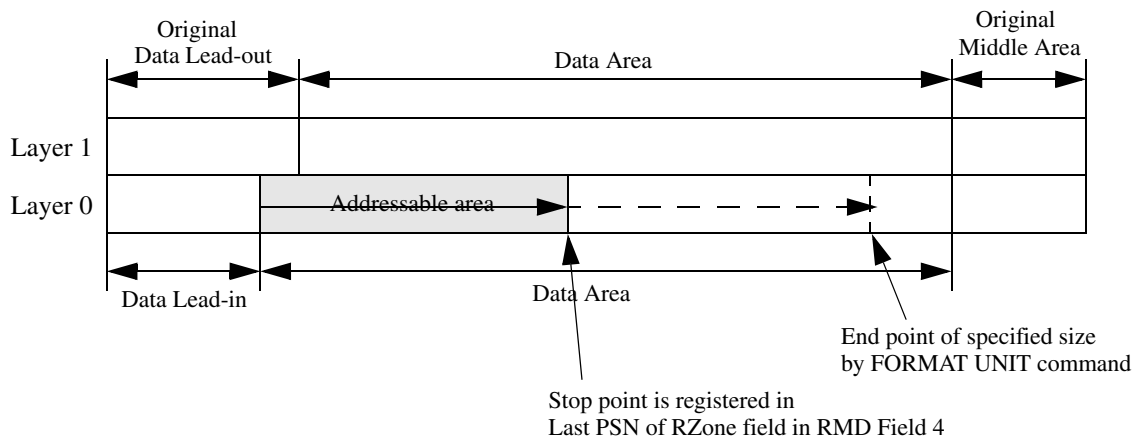 Original
Data Lead-out
Data Area
Original
Middle Area
Layer 1
Layer 0
Addressable area
Data Lead-in
Data Area
End point of specified size
by FORMAT UNIT command
Stop point is registered in
Last PSN of RZone field in RMD Field 4